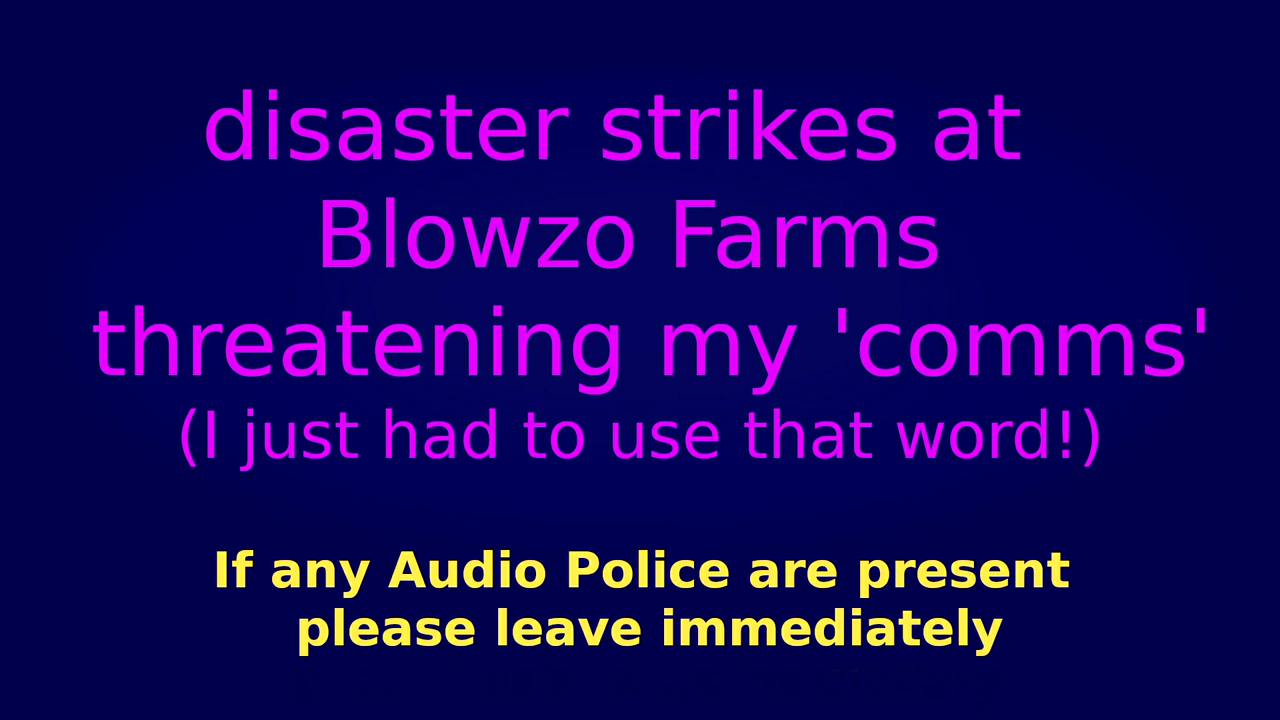 disaster strikes at
Blowzo Farms
threatening my 'comms'
(I just had to use that word!)
If any Audio Police are present
please leave immediately